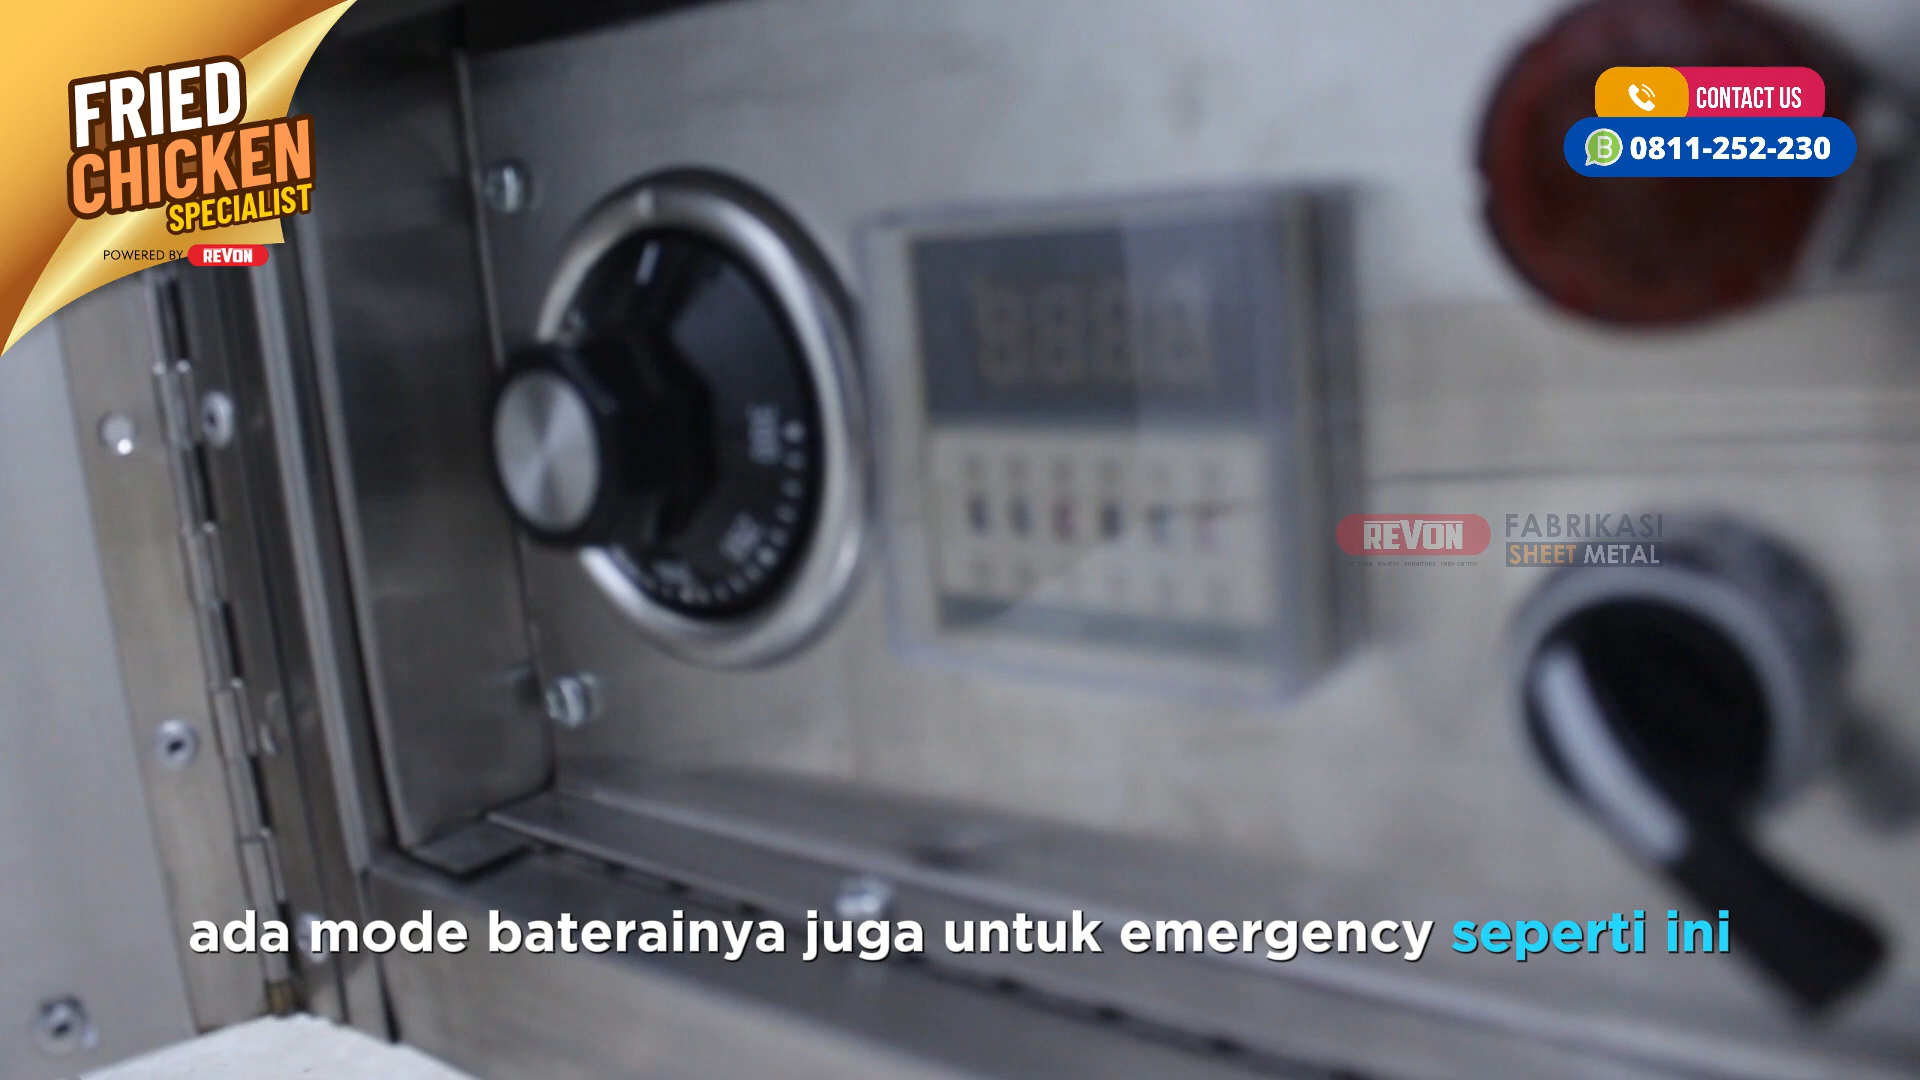 FRIED
CHICKEN
SPECIALIST
POWERED BY REVON
CONTACT US
0811-252-230
REVON
FABRIKASI
SHEET METAL
ada mode baterainya juga untuk emergency seperti ini